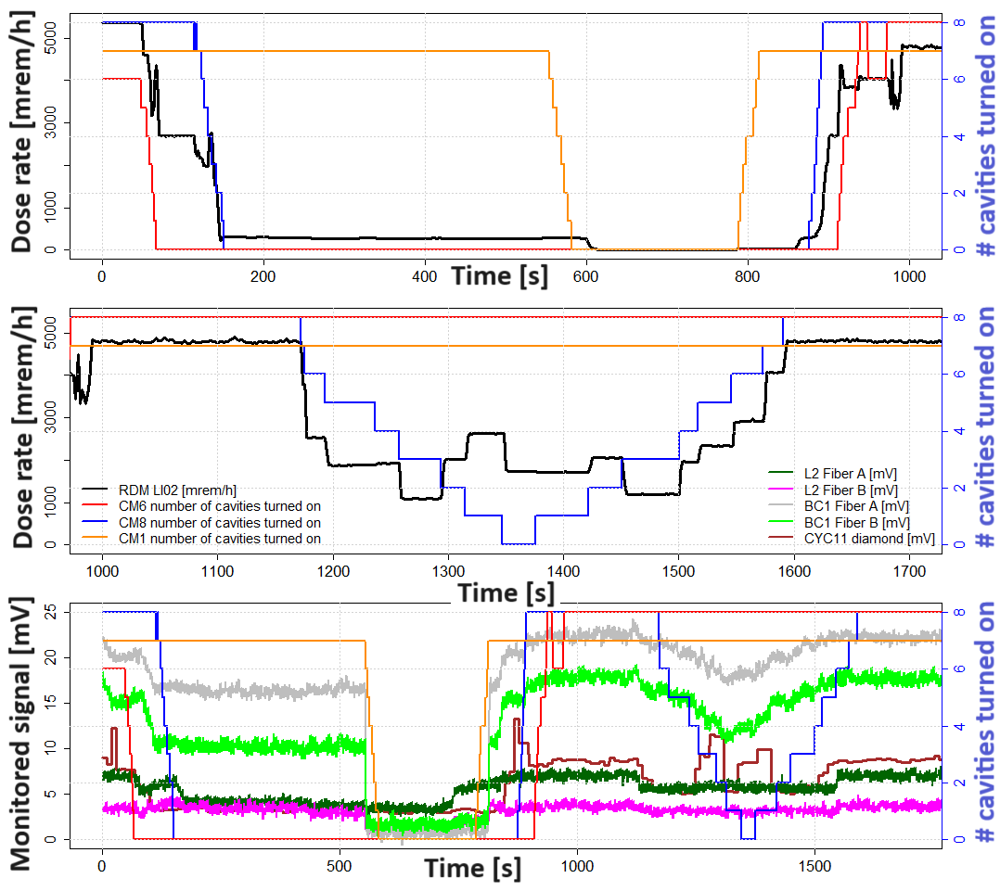 Dose rate [mrem/h]
5000
3000
1000
0
8
6
4
2
0
# cavities turned on
0
200
400
600
800
1000
Time [s]
Dose rate [mrem/h]
5000
3000
1000
0
RDM LI02 [mrem/h]
CM6 number of cavities turned on
CM8 number of cavities turned on
CM1 number of cavities turned on
L2 Fiber A [mV]
L2 Fiber B [mV]
BC1 Fiber A [mV]
BC1 Fiber B [mV]
CYC11 diamond [mV]
8
6
4
2
0
# cavities turned on
1000
1100
1200
1300
1400
1500
1600
1700
Time [s]
Monitored signal [mV]
25
20
15
10
5
0
8
6
4
2
0
# cavities turned on
0
500
1000
1500
Time [s]